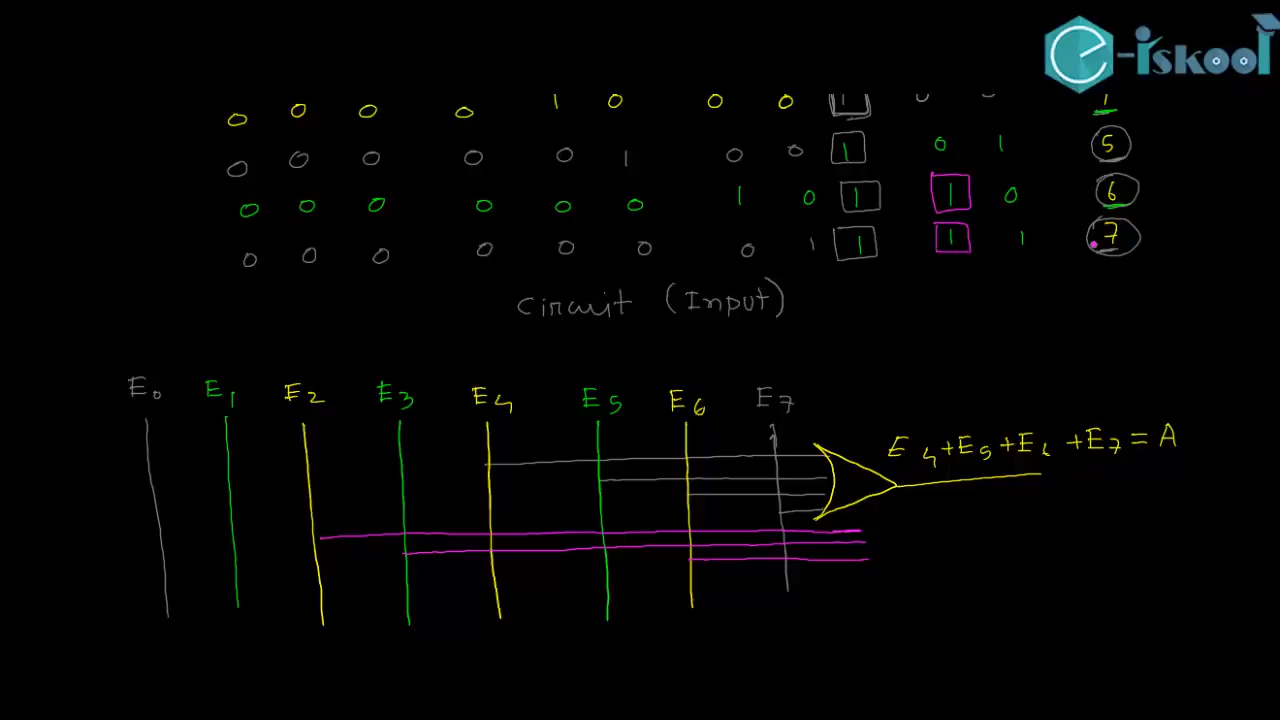 e-iskool
0 0 0 0 1 0 0 0 1
0 0 0 0 0 1 0 0 1 0 1 5
0 0 0 0 0 0 1 0 1 1 0 6
0 0 0 0 0 0 0 1 1 1 1 7
Circuit (Input)
E0 E1 E2 E3 E4 E5 E6 E7
E4+E5+E6+E7=A